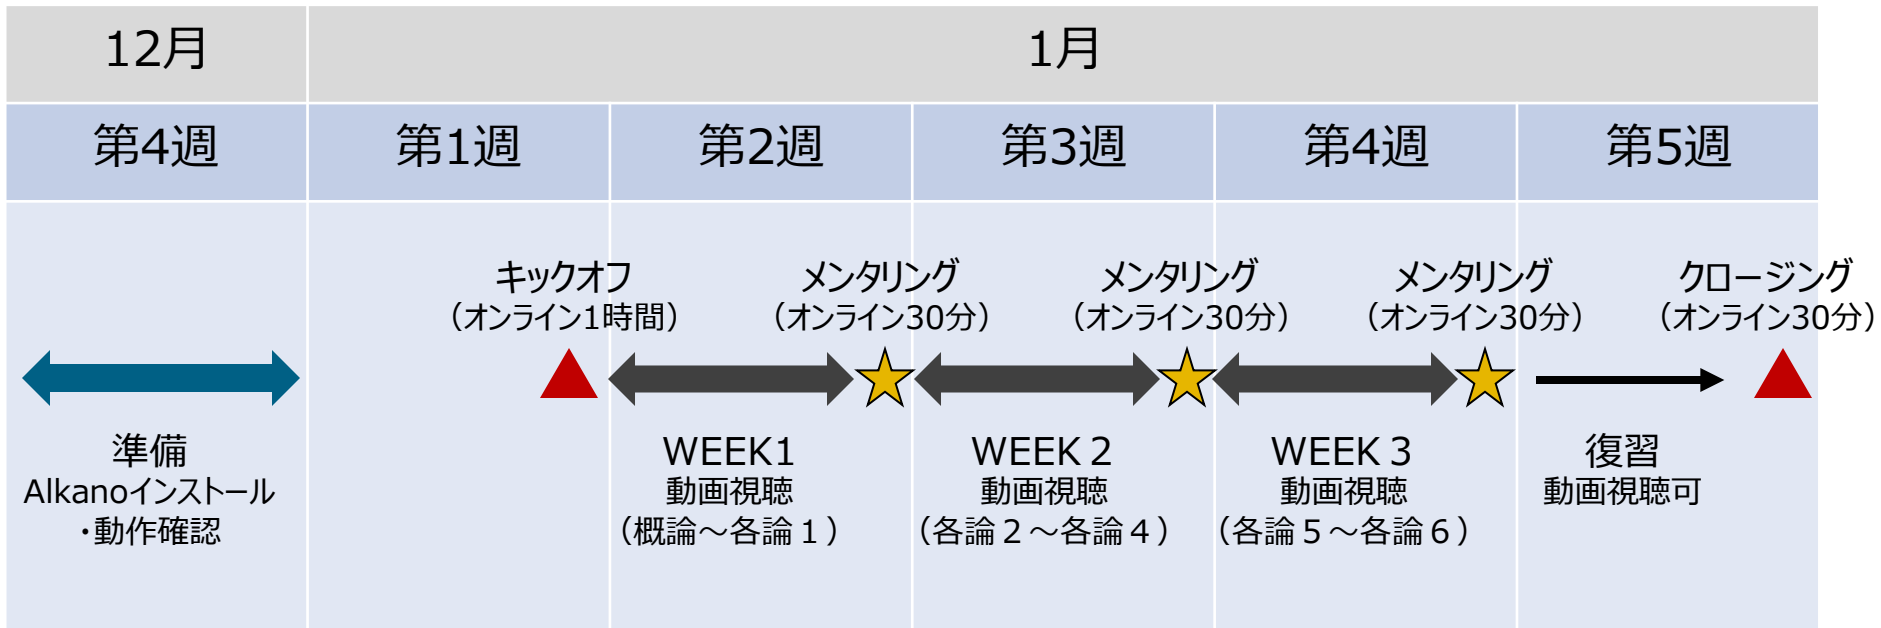 12月
1月
第4週
第1週
第2週
第3週
第4週
第5週
キックオフ
（オンライン1時間）
メンタリング
（オンライン30分）
メンタリング
（オンライン30分）
メンタリング
（オンライン30分）
クロージング
（オンライン30分）
準備
Alkanoインストール
・動作確認
WEEK1
動画視聴
（概論～各論１）
WEEK２
動画視聴
（各論２～各論４）
WEEK３
動画視聴
（各論５～各論６）
復習
動画視聴可